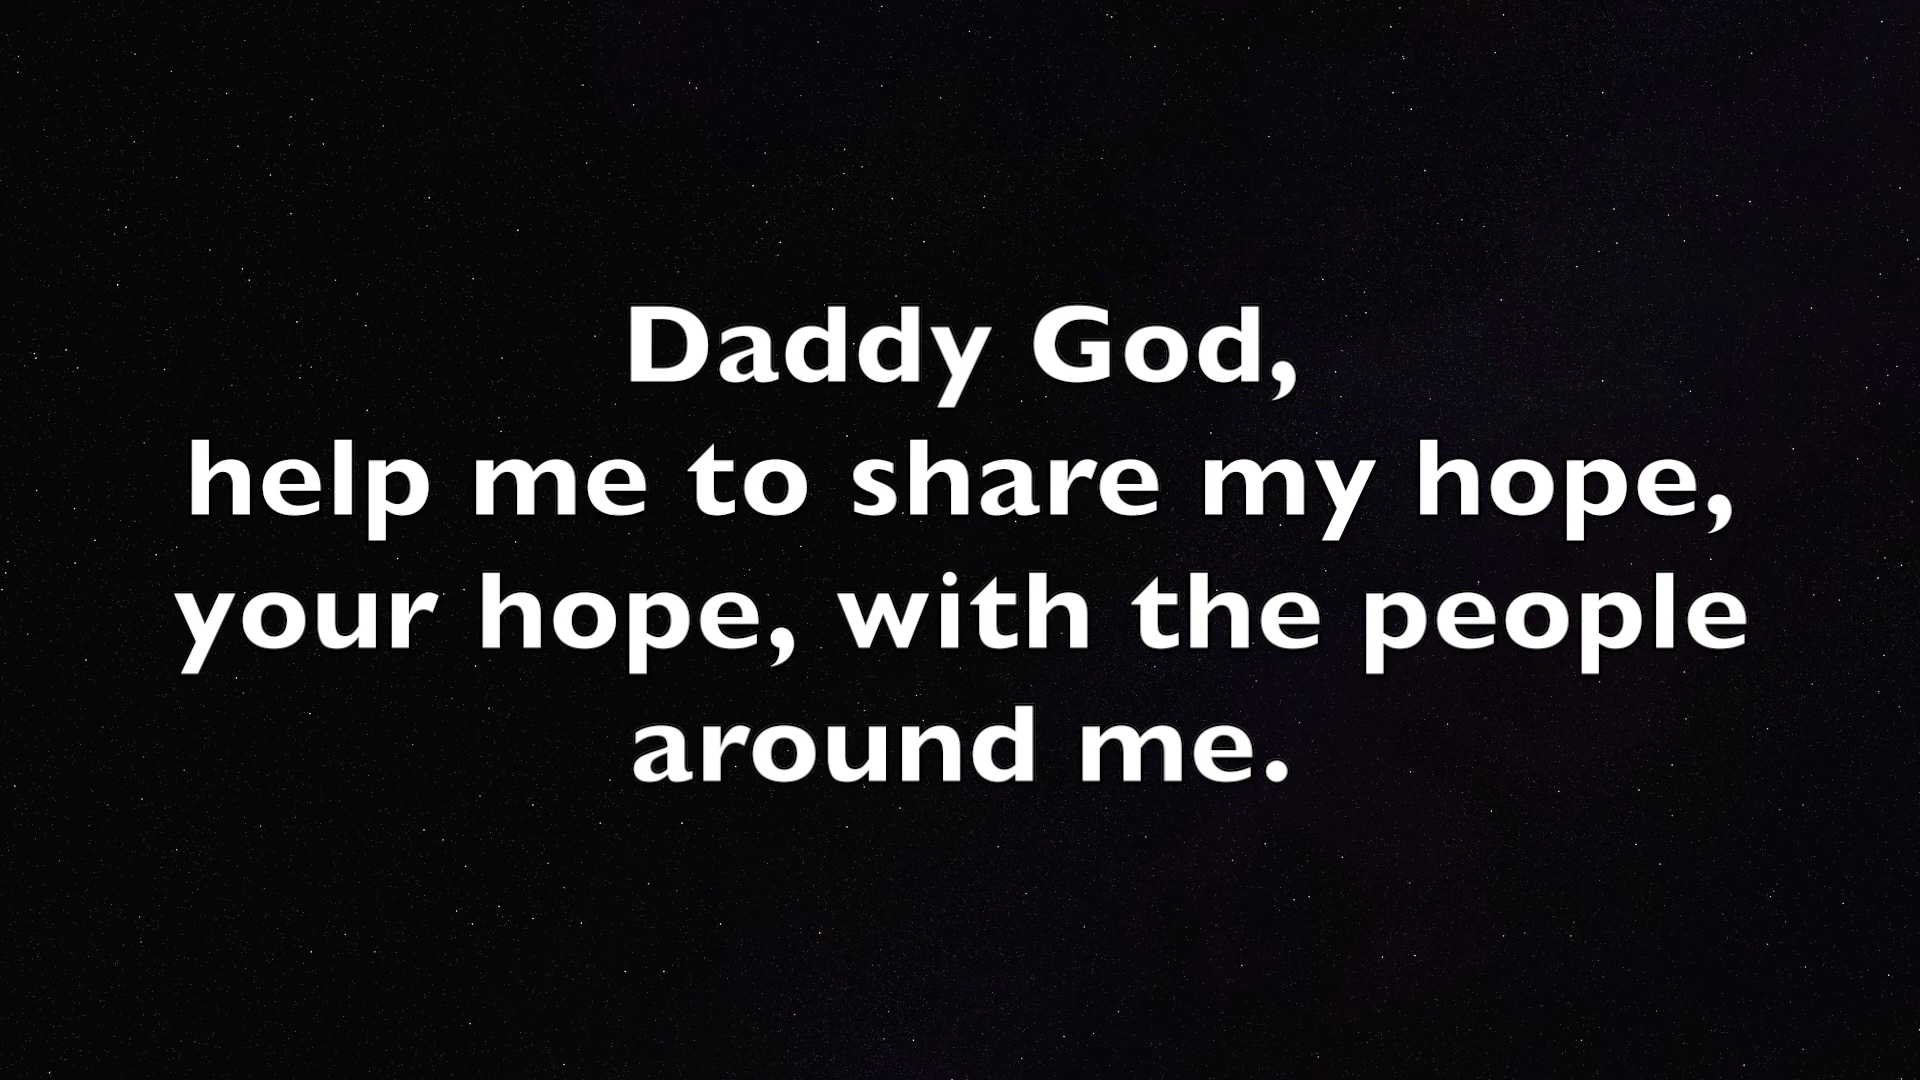 Daddy God,
help me to share my hope,
your hope, with the people
around me.